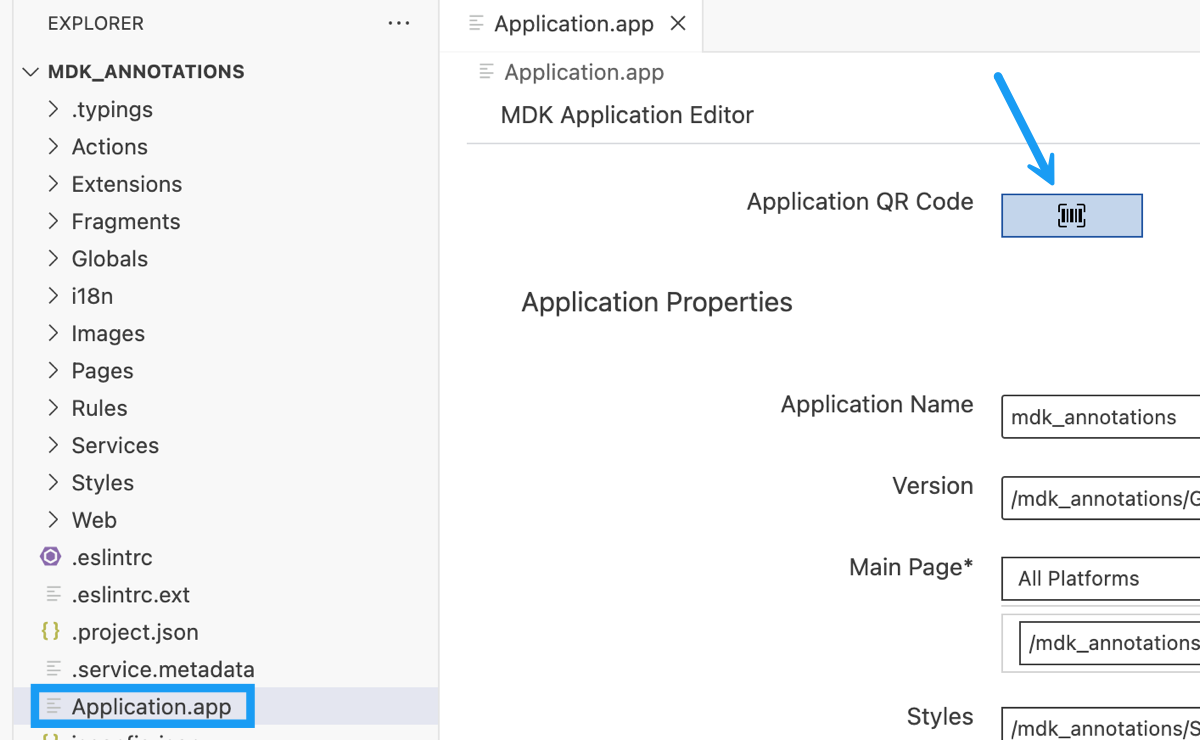 EXPLORER
MDK_ANNOTATIONS
.typings
Actions
Extensions
Fragments
Globals
i18n
Images
Pages
Rules
Services
Styles
Web
.eslintrc
.eslintrc.ext
.project.json
.service.metadata
Application.app
Application.app
Application.app
MDK Application Editor
Application QR Code
Application Properties
Application Name
mdk_annotations
Version
/mdk_annotations/G
Main Page*
All Platforms
/mdk_annotations
Styles
/mdk_annotations/S